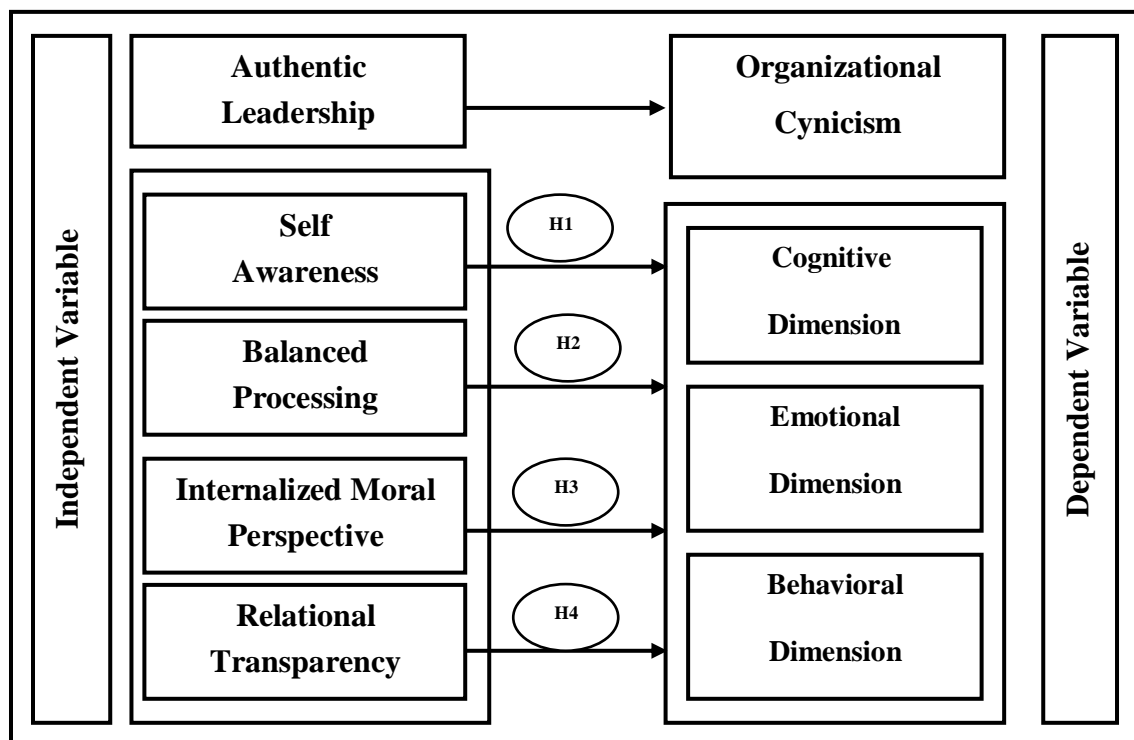 Independent Variable
Authentic
Leadership
Organizational
Cynicism
Self
Awareness
H1
Cognitive
Dimension
Balanced
Processing
H2
Emotional
Dimension
Internalized Moral
Perspective
H3
Behavioral
Dimension
Relational
Transparency
H4
Dependent Variable